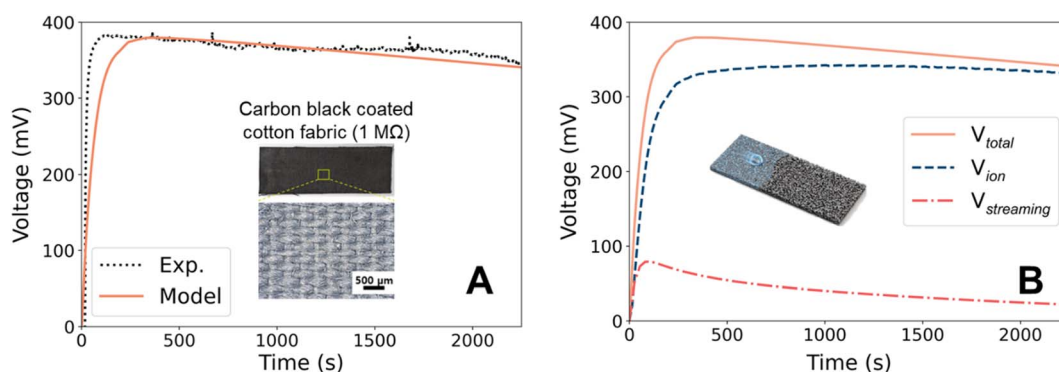 400
300
200
100
0
Voltage (mV)
Carbon black coated
cotton fabric (1 MΩ)
500 μm
Exp.
Model
A
0 500 1000 1500 2000
Time (s)
400
300
200
100
0
Voltage (mV)
V_total
V_ion
V_streaming
B
0 500 1000 1500 2000
Time (s)